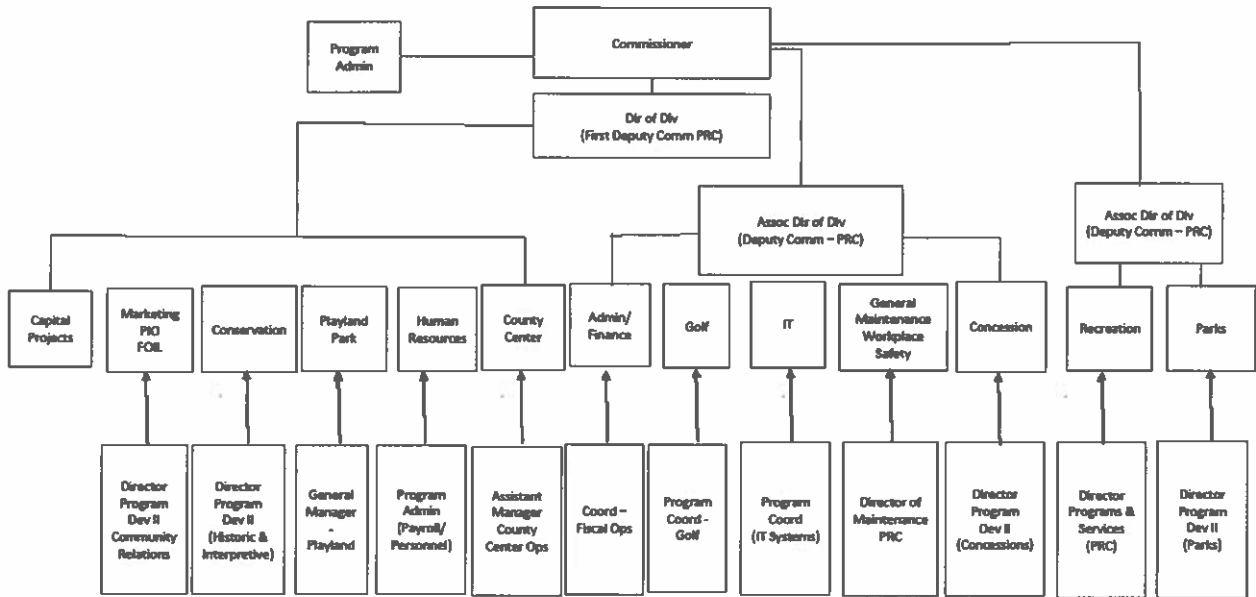 Commissioner
Program
Admin
Dir of Div
(First Deputy Comm PRC)
Assoc Dir of Div
(Deputy Comm – PRC)
Assoc Dir of Div
(Deputy Comm – PRC)
Capital
Projects
Marketing
PIO
FOIL
Conservation
Playland
Park
Human
Resources
County
Center
Admin/
Finance
Golf
IT
General
Maintenance
Workplace
Safety
Concession
Recreation
Parks
Director
Program
Dev II
Community
Relations
Director
Program
Dev II
(Historic &
Interpretive)
General
Manager
-
Playland
Program
Admin
(Payroll/
Personnel)
Assistant
Manager
County
Center Ops
Coord –
Fiscal Ops
Program
Coord -
Golf
Program
Coord
(IT Systems)
Director of
Maintenance
PRC
Director
Program
Dev II
(Concessions)
Director
Programs &
Services
(PRC)
Director
Program
Dev II
(Parks)